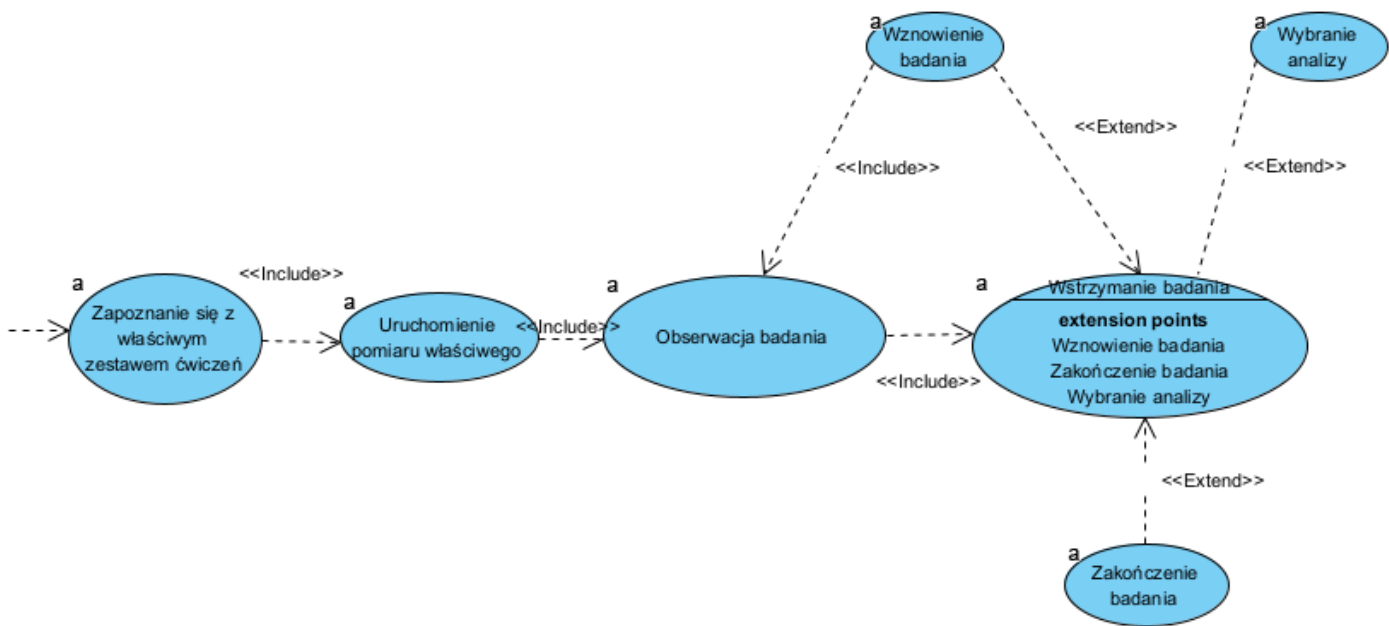 a
Wznowienie
badania
a
Wybranie
analizy
<<Extend>>
<<Include>>
<<Extend>>
a
Zapoznanie się z
właściwym
zestawem ćwiczeń
<<Include>>
a
Uruchomienie
pomiaru właściwego
<<Include>>
a
Obserwacja badania
<<Include>>
a
Wstrzymanie badania
extension points
Wznowienie badania
Zakończenie badania
Wybranie analizy
<<Extend>>
a
Zakończenie
badania